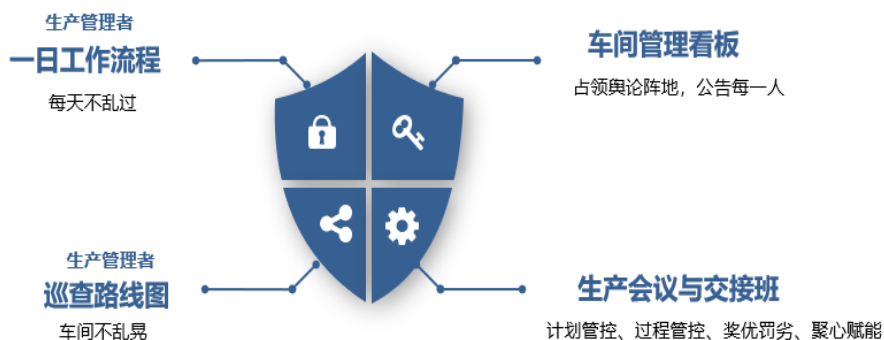 生产管理者
一日工作流程
每天不乱过
车间管理看板
占领舆论阵地，公告每一人
生产管理者
巡查路线图
车间不乱晃
生产会议与交接班
计划管控、过程管控、奖优罚劣、聚心赋能